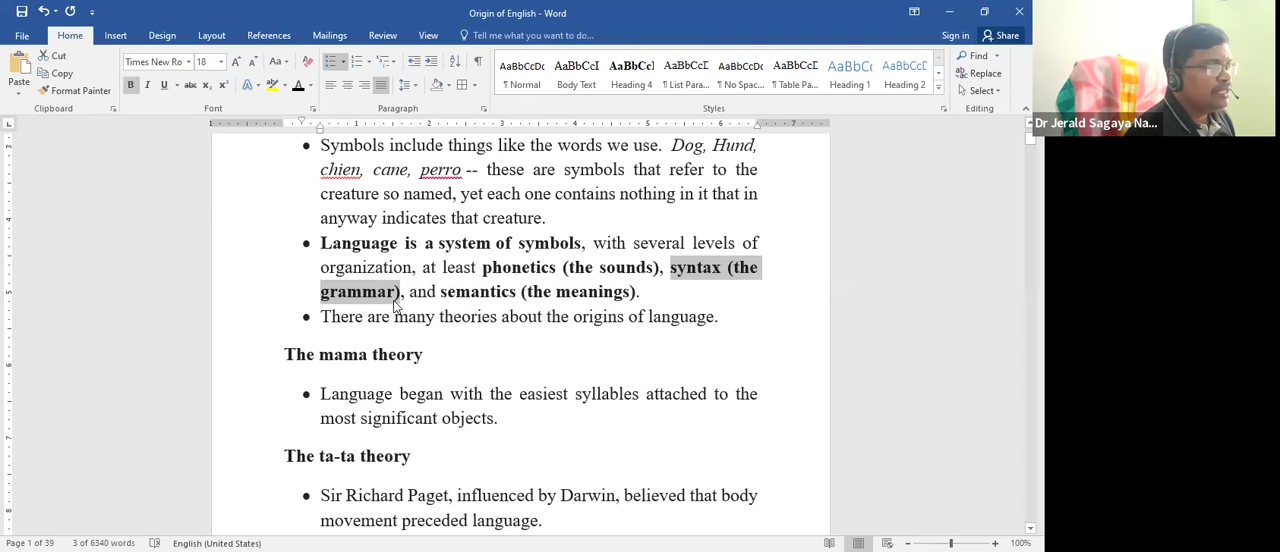 Origin of English - Word
File Home Insert Design Layout References Mailings Review View Tell me what you want to do... Sign in Share
Paste Cut Copy Format Painter
Times New Ro 18
AaBbCcDc AaBbCc AaBbCcI AaBbCcI AaBbCcDc AaBbCc AaBbCc AaBbCcD
¶ Normal Body Text Heading 4 ¶ List Para... ¶ No Spac... ¶ Table Pa... Heading 1 Heading 2
Find Replace Select
Clipboard Font Paragraph Styles Editing
Dr Jerald Sagaya Na...
• Symbols include things like the words we use. Dog, Hund,
chien, cane, perro -- these are symbols that refer to the
creature so named, yet each one contains nothing in it that in
anyway indicates that creature.
• Language is a system of symbols, with several levels of
organization, at least phonetics (the sounds), syntax (the
grammar), and semantics (the meanings).
• There are many theories about the origins of language.
The mama theory
• Language began with the easiest syllables attached to the
most significant objects.
The ta-ta theory
• Sir Richard Paget, influenced by Darwin, believed that body
movement preceded language.
Page 1 of 39 3 of 6340 words English (United States) 100%